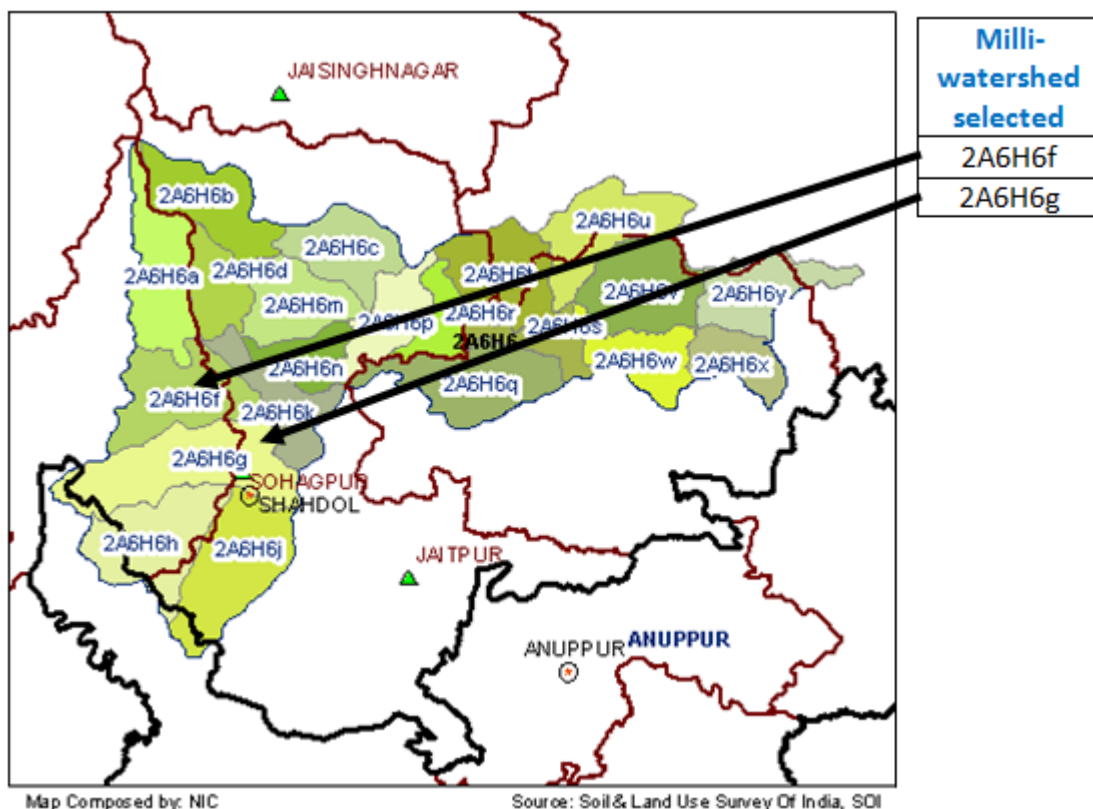 Milli-
watershed
selected
2A6H6f
2A6H6g
JAISINGHNAGAR
2A6H6b
2A6H6u
2A6H6c
2A6H6a
2A6H6d
2A6H6m
2A6H6y
2A6H6r
2A6H6p
2A6H6s
2A6H6
2A6H6n
2A6H6w
2A6H6x
2A6H6q
2A6H6f
2A6H6k
2A6H6g
SOHAGPUR
SHAHDOL
2A6H6h
2A6H6j
JAITPUR
ANUPPUR
ANUPPUR
Map Composed by: NIC
Source: Soil & Land Use Survey Of India, SOI